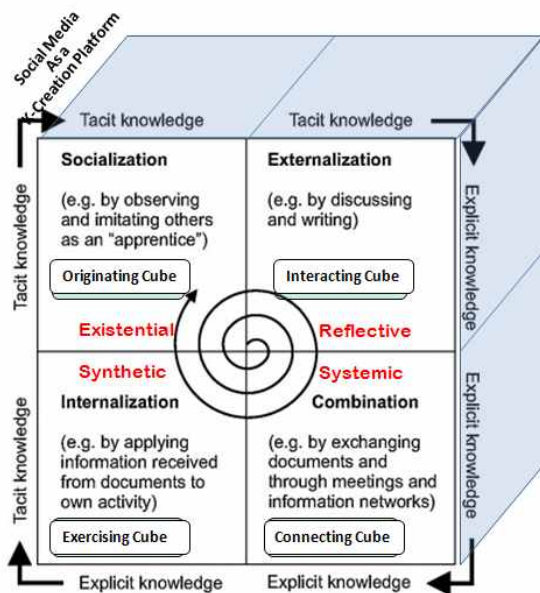 Social Media
As a
K-Creation Platform
Tacit knowledge
Tacit knowledge
Tacit knowledge
Socialization
(e.g. by observing
and imitating others
as an "apprentice")
Originating Cube
Existential
Externalization
(e.g. by discussing
and writing)
Interacting Cube
Reflective
Explicit knowledge
Tacit knowledge
Synthetic
Internalization
(e.g. by applying
information received
from documents to
own activity)
Exercising Cube
Systemic
Combination
(e.g. by exchanging
documents and
through meetings and
information networks)
Connecting Cube
Explicit knowledge
Explicit knowledge
Explicit knowledge